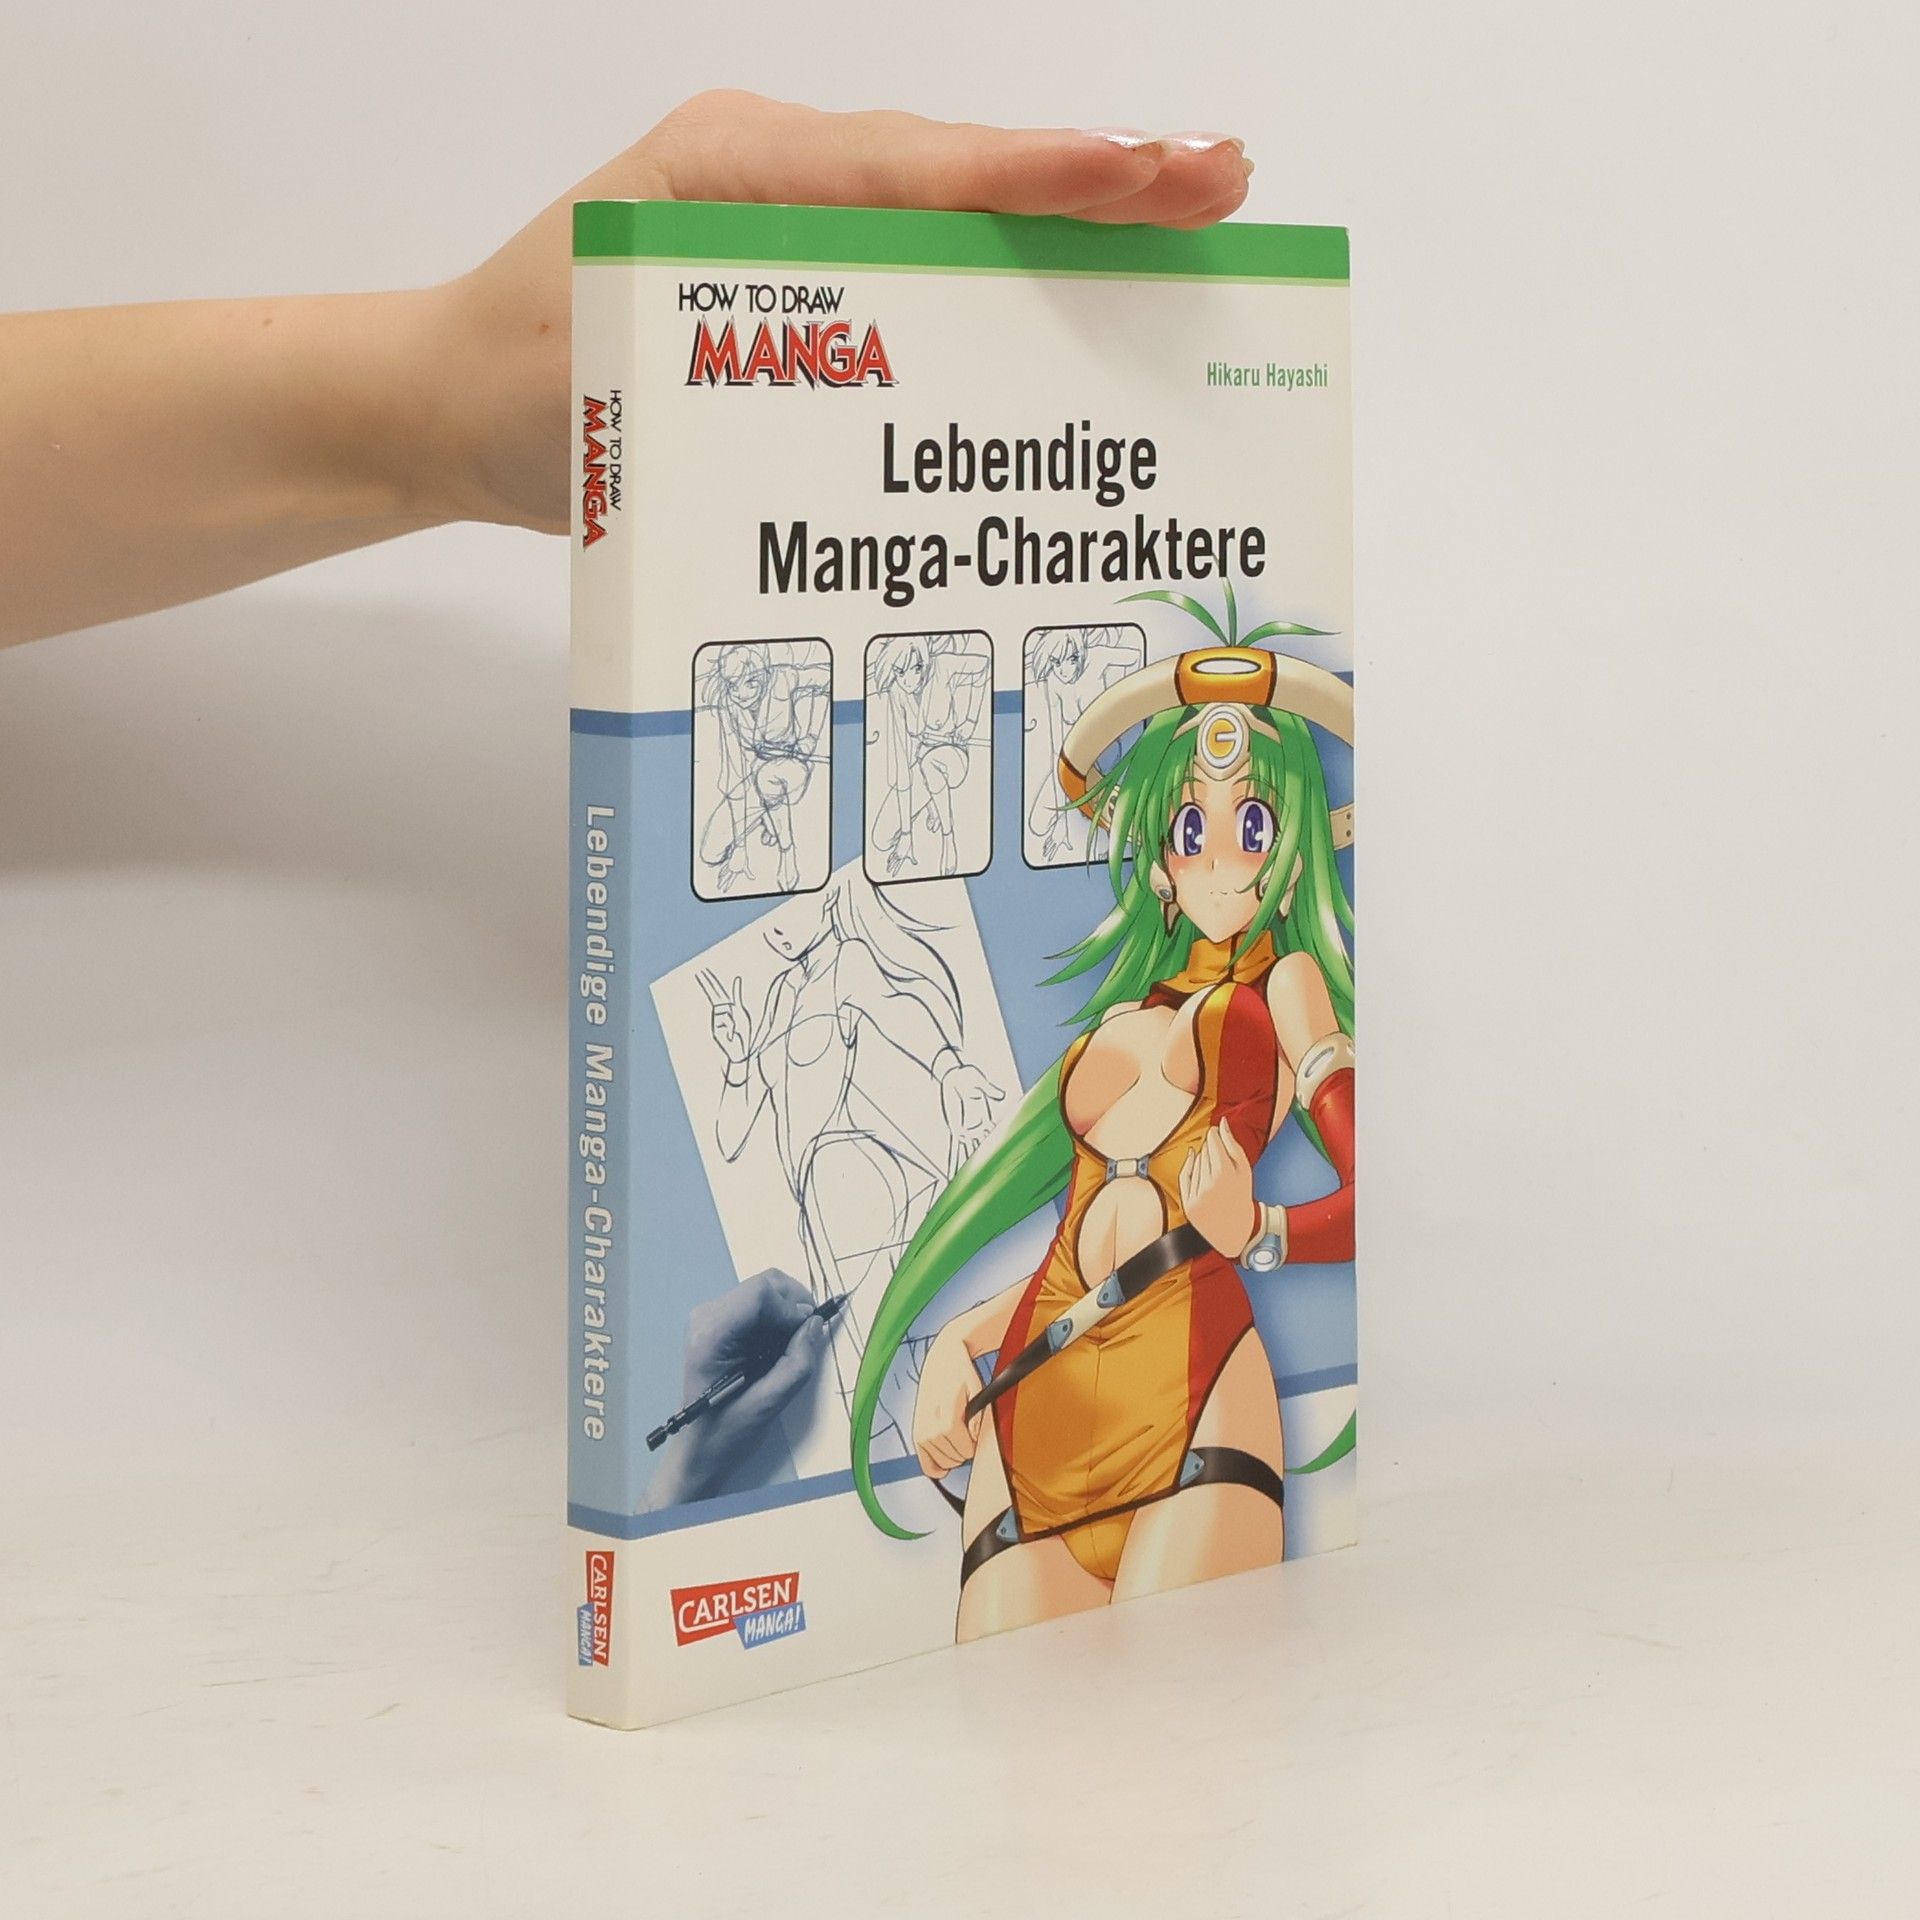 HOW TO DRAW
MANGA
Hikaru Hayashi
Lebendige
Manga-Charaktere
CARLSEN
MANGA!
HOW TO DRAW
MANGA
Lebendige Manga-Charaktere
CARLSEN
MANGA!